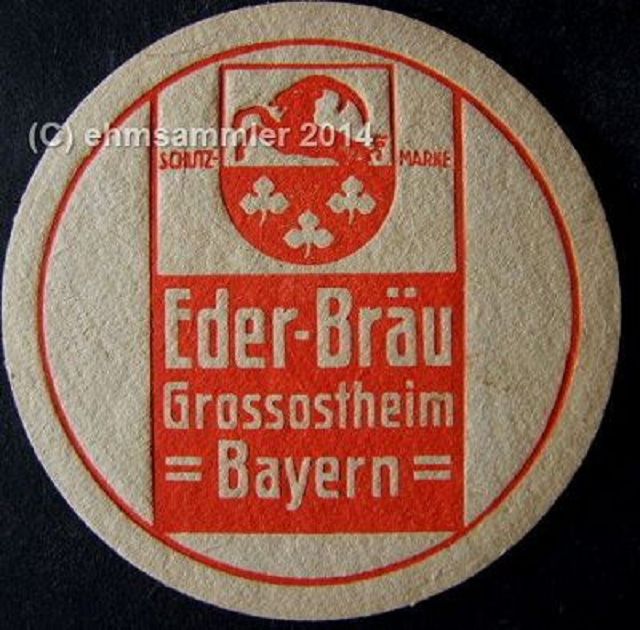 (C) ehmsammler 2014
SCHUTZ- MARKE
Eder-Bräu
Grossostheim
= Bayern =